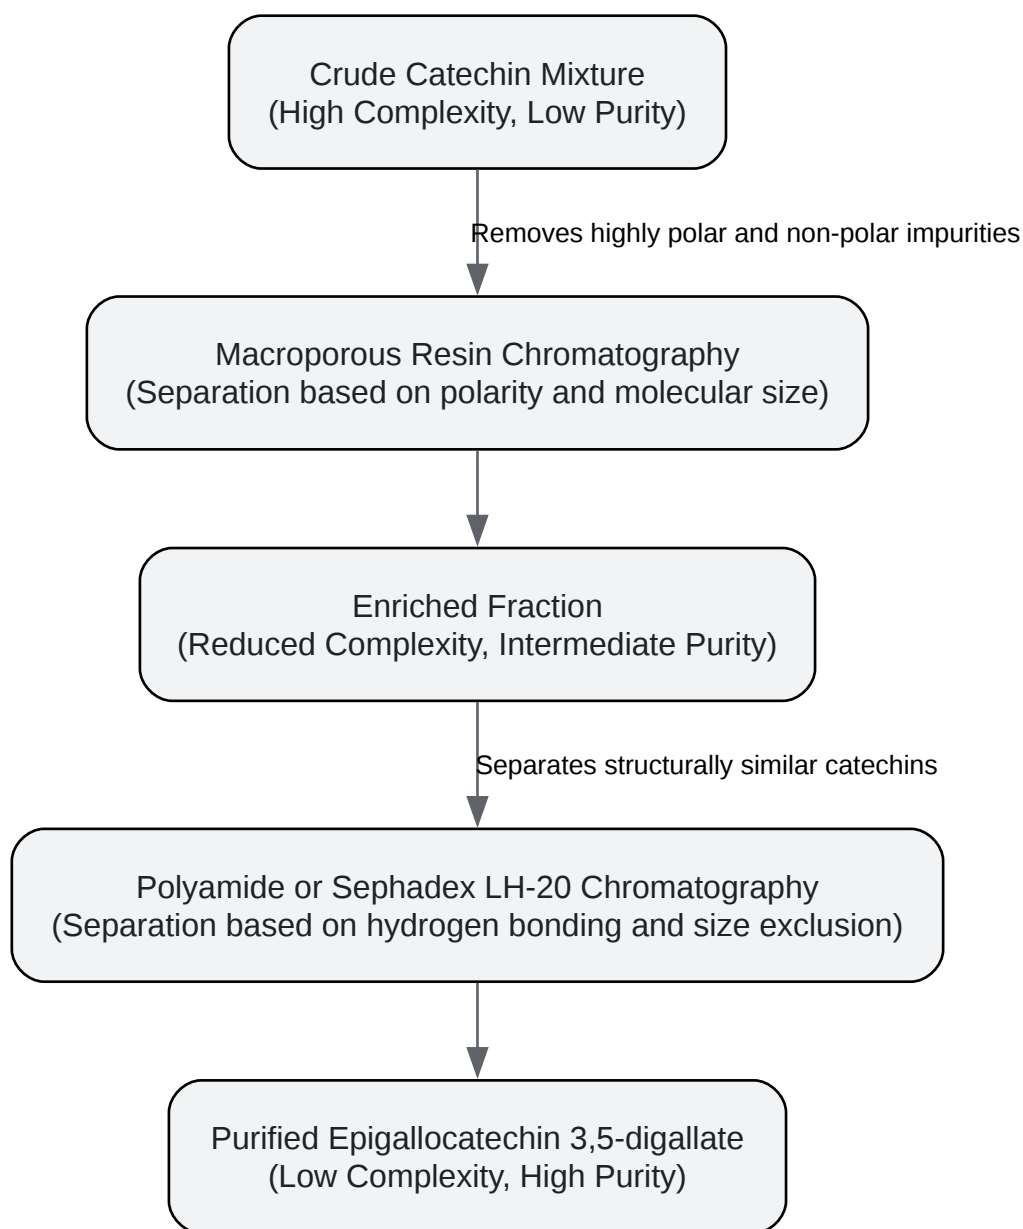 Crude Catechin Mixture
(High Complexity, Low Purity)
Removes highly polar and non-polar impurities
Macroporous Resin Chromatography
(Separation based on polarity and molecular size)
Enriched Fraction
(Reduced Complexity, Intermediate Purity)
Separates structurally similar catechins
Polyamide or Sephadex LH-20 Chromatography
(Separation based on hydrogen bonding and size exclusion)
Purified Epigallocatechin 3,5-digallate
(Low Complexity, High Purity)